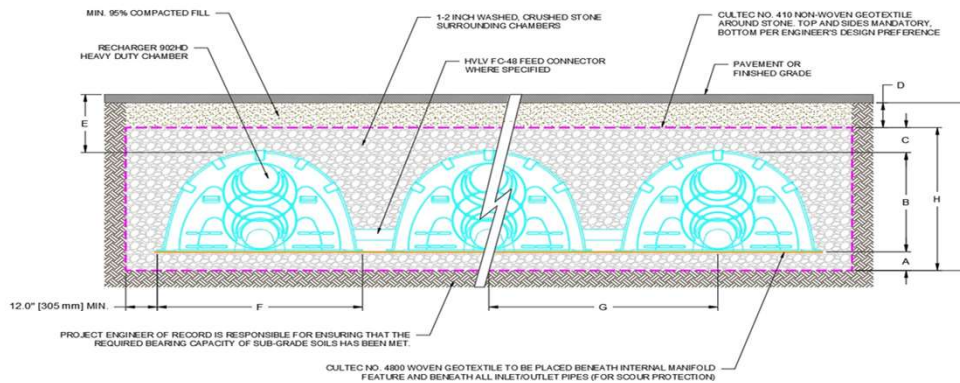 MIN. 95% COMPACTED FILL
1-2 INCH WASHED, CRUSHED STONE
SURROUNDING CHAMBERS
CULTEC NO. 410 NON-WOVEN GEOTEXTILE
AROUND STONE. TOP AND SIDES MANDATORY,
BOTTOM PER ENGINEER'S DESIGN PREFERENCE
RECHARGER 902HD
HEAVY DUTY CHAMBER
HVLV FC-48 FEED CONNECTOR
WHERE SPECIFIED
PAVEMENT OR
FINISHED GRADE
D
E
C
B
H
A
12.0" [305 mm] MIN.
F
G
PROJECT ENGINEER OF RECORD IS RESPONSIBLE FOR ENSURING THAT THE
REQUIRED BEARING CAPACITY OF SUB-GRADE SOILS HAS BEEN MET.
CULTEC NO. 4800 WOVEN GEOTEXTILE TO BE PLACED BENEATH INTERNAL MANIFOLD
FEATURE AND BENEATH ALL INLET/OUTLET PIPES (FOR SCOUR PROTECTION)